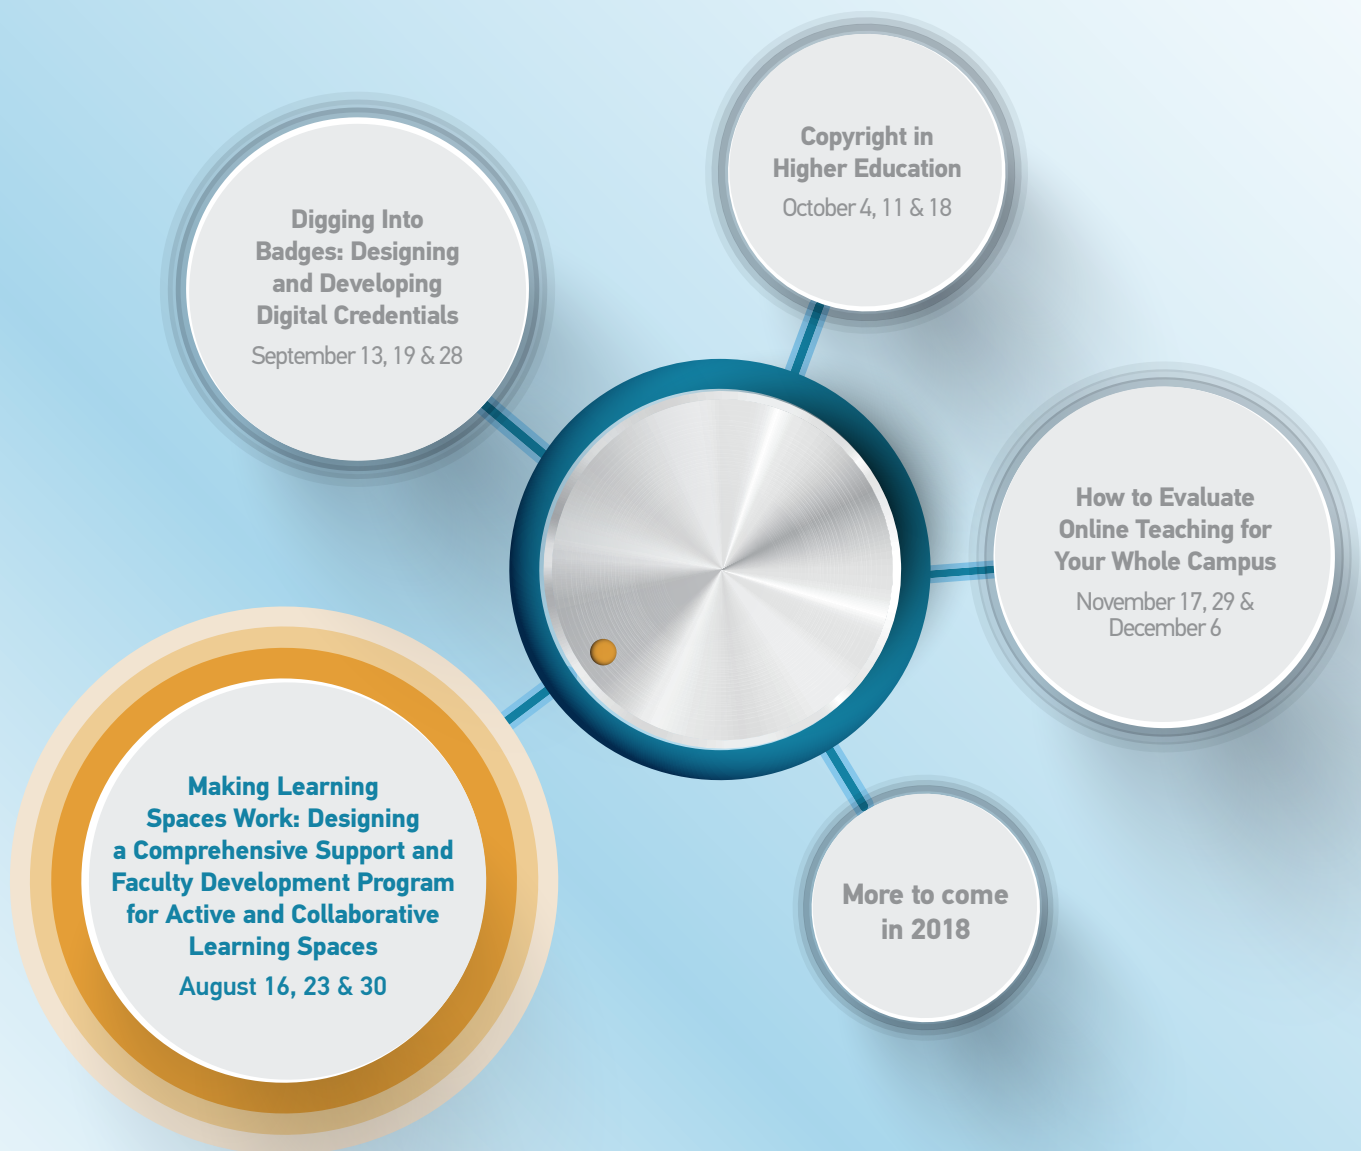 Copyright in
Higher Education
October 4, 11 & 18
Digging Into
Badges: Designing
and Developing
Digital Credentials
September 13, 19 & 28
How to Evaluate
Online Teaching for
Your Whole Campus
November 17, 29 &
December 6
Making Learning
Spaces Work: Designing
a Comprehensive Support and
Faculty Development Program
for Active and Collaborative
Learning Spaces
August 16, 23 & 30
More to come
in 2018